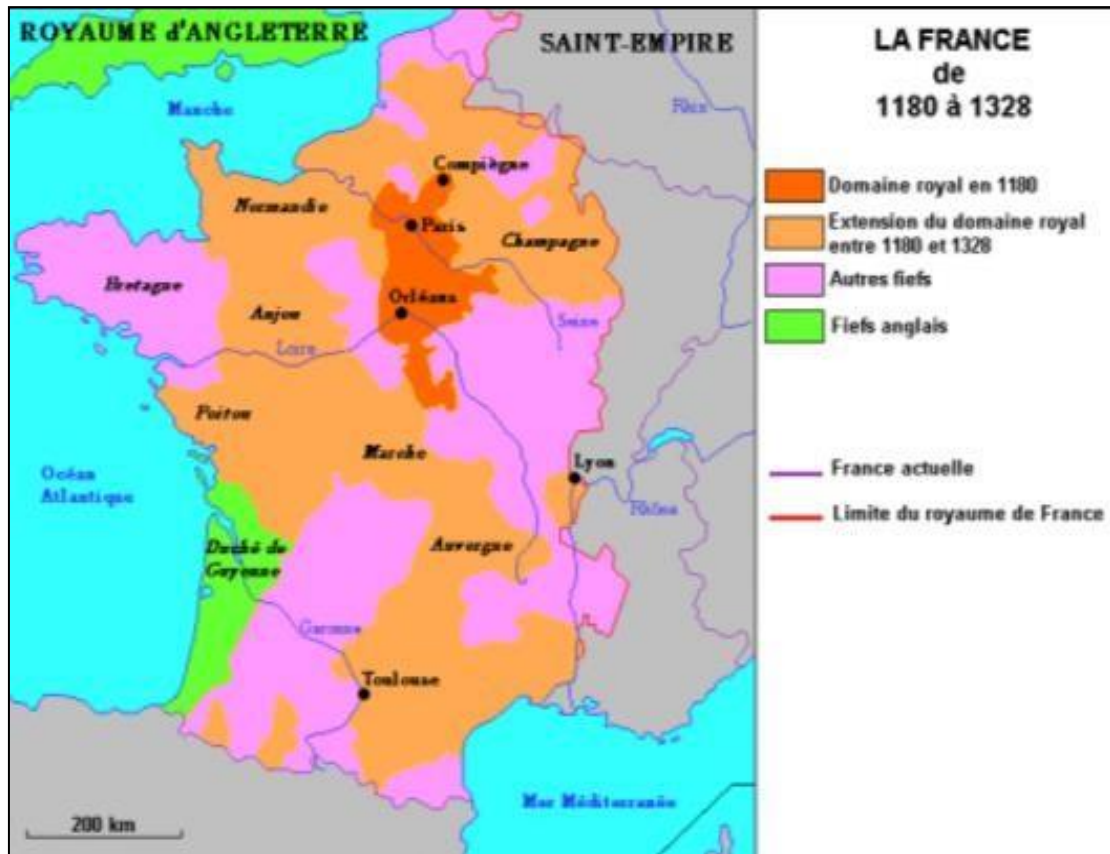 ROYAUME d'ANGLETERRE
SAINT-EMPIRE
Manche
Rhin
Compiègne
Normandie
Paris
Champagne
Bretagne
Orléans
Anjou
Seine
Loire
Poitou
Marche
Océan
Atlantique
Lyon
Rhône
Duché de
Guyenne
Auvergne
Garonne
Toulouse
Mer Méditerranée
200 km
LA FRANCE
de
1180 à 1328
Domaine royal en 1180
Extension du domaine royal
entre 1180 et 1328
Autres fiefs
Fiefs anglais
France actuelle
Limite du royaume de France